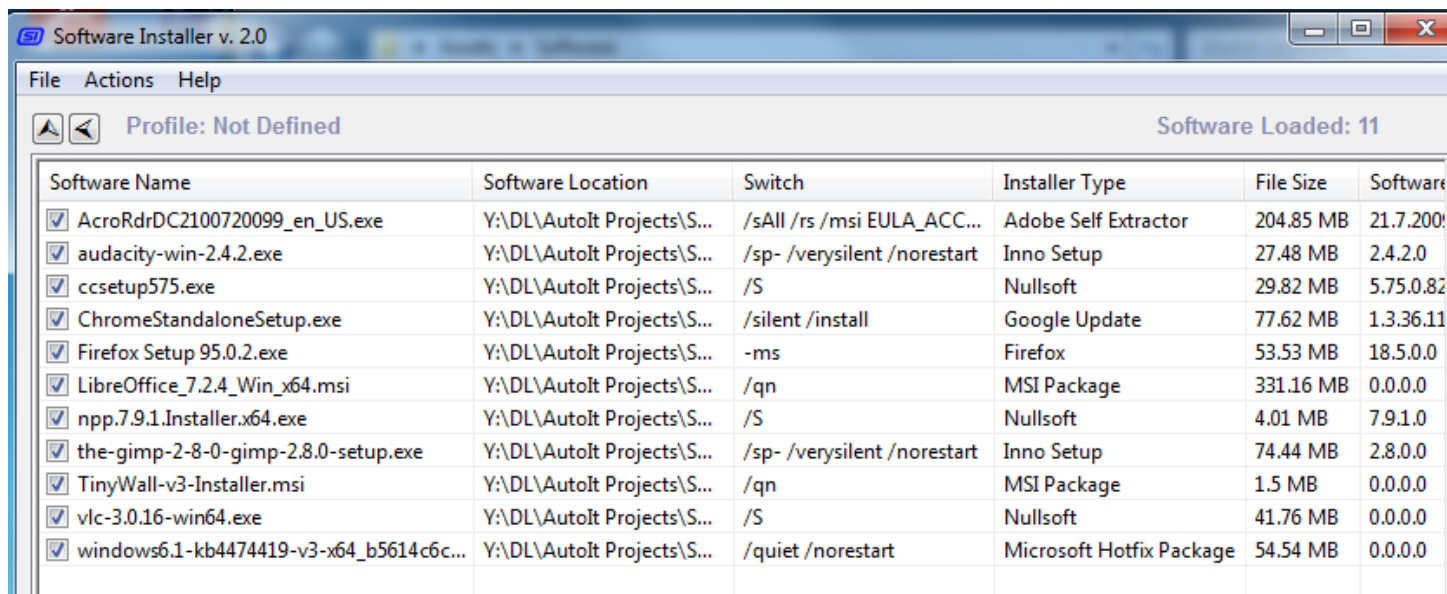 SI Software Installer v. 2.0
File Actions Help
Profile: Not Defined Software Loaded: 11
Software Name Software Location Switch Installer Type File Size Software
AcroRdrDC2100720099_en_US.exe Y:\DL\AutoIt Projects\S... /sAll /rs /msi EULA_ACC... Adobe Self Extractor 204.85 MB 21.7.200
audacity-win-2.4.2.exe Y:\DL\AutoIt Projects\S... /sp- /verysilent /norestart Inno Setup 27.48 MB 2.4.2.0
ccsetup575.exe Y:\DL\AutoIt Projects\S... /S Nullsoft 29.82 MB 5.75.0.82
ChromeStandaloneSetup.exe Y:\DL\AutoIt Projects\S... /silent /install Google Update 77.62 MB 1.3.36.11
Firefox Setup 95.0.2.exe Y:\DL\AutoIt Projects\S... -ms Firefox 53.53 MB 18.5.0.0
LibreOffice_7.2.4_Win_x64.msi Y:\DL\AutoIt Projects\S... /qn MSI Package 331.16 MB 0.0.0.0
npp.7.9.1.Installer.x64.exe Y:\DL\AutoIt Projects\S... /S Nullsoft 4.01 MB 7.9.1.0
the-gimp-2-8-0-gimp-2.8.0-setup.exe Y:\DL\AutoIt Projects\S... /sp- /verysilent /norestart Inno Setup 74.44 MB 2.8.0.0
TinyWall-v3-Installer.msi Y:\DL\AutoIt Projects\S... /qn MSI Package 1.5 MB 0.0.0.0
vlc-3.0.16-win64.exe Y:\DL\AutoIt Projects\S... /S Nullsoft 41.76 MB 0.0.0.0
windows6.1-kb4474419-v3-x64_b5614c6c... Y:\DL\AutoIt Projects\S... /quiet /norestart Microsoft Hotfix Package 54.54 MB 0.0.0.0